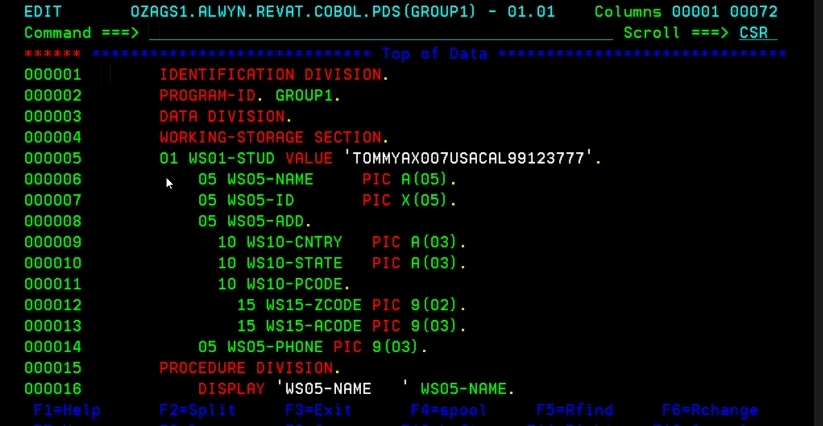 EDIT OZAGS1.ALWYN.REVAT.COBOL.PDS(GROUP1) - 01.01 Columns 00001 00072
Command ===> Scroll ===> CSR
****** ***************************** Top of Data ******************************
000001 IDENTIFICATION DIVISION.
000002 PROGRAM-ID. GROUP1.
000003 DATA DIVISION.
000004 WORKING-STORAGE SECTION.
000005 01 WS01-STUD VALUE 'TOMMYAX007USACAL99123777'.
000006 05 WS05-NAME PIC A(05).
000007 05 WS05-ID PIC X(05).
000008 05 WS05-ADD.
000009 10 WS10-CNTRY PIC A(03).
000010 10 WS10-STATE PIC A(03).
000011 10 WS10-PCODE.
000012 15 WS15-ZCODE PIC 9(02).
000013 15 WS15-ACODE PIC 9(03).
000014 05 WS05-PHONE PIC 9(03).
000015 PROCEDURE DIVISION.
000016 DISPLAY 'WS05-NAME ' WS05-NAME.
F1=Help F2=Split F3=Exit F4=spool F5=Rfind F6=Rchange